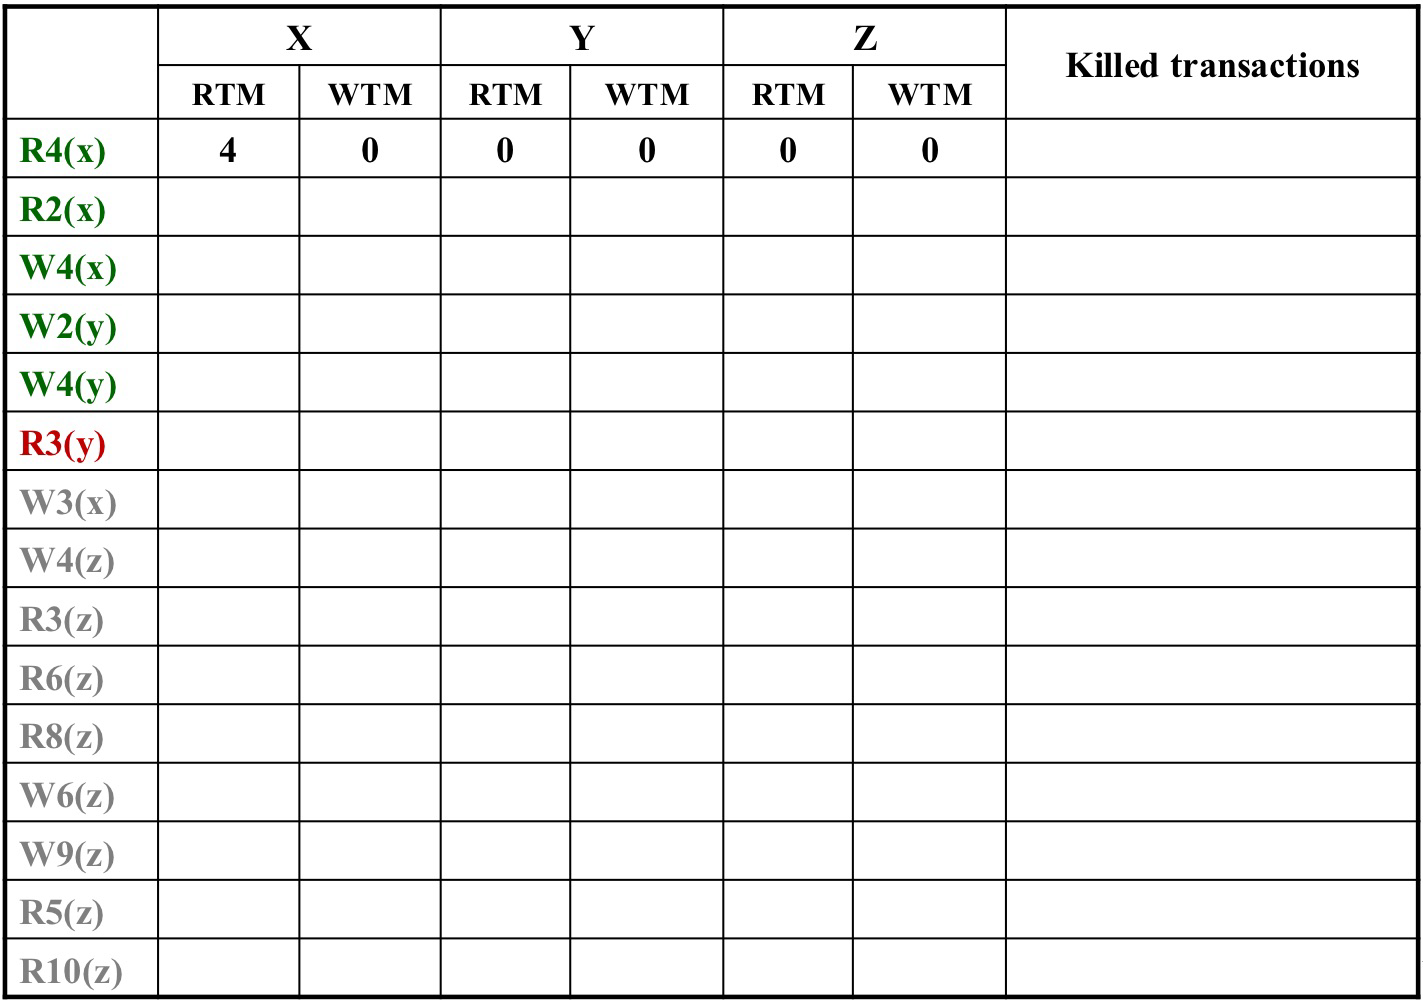 X Y Z Killed transactions
RTM WTM RTM WTM RTM WTM
R4(x) 4 0 0 0 0 0
R2(x)
W4(x)
W2(y)
W4(y)
R3(y)
W3(x)
W4(z)
R3(z)
R6(z)
R8(z)
W6(z)
W9(z)
R5(z)
R10(z)